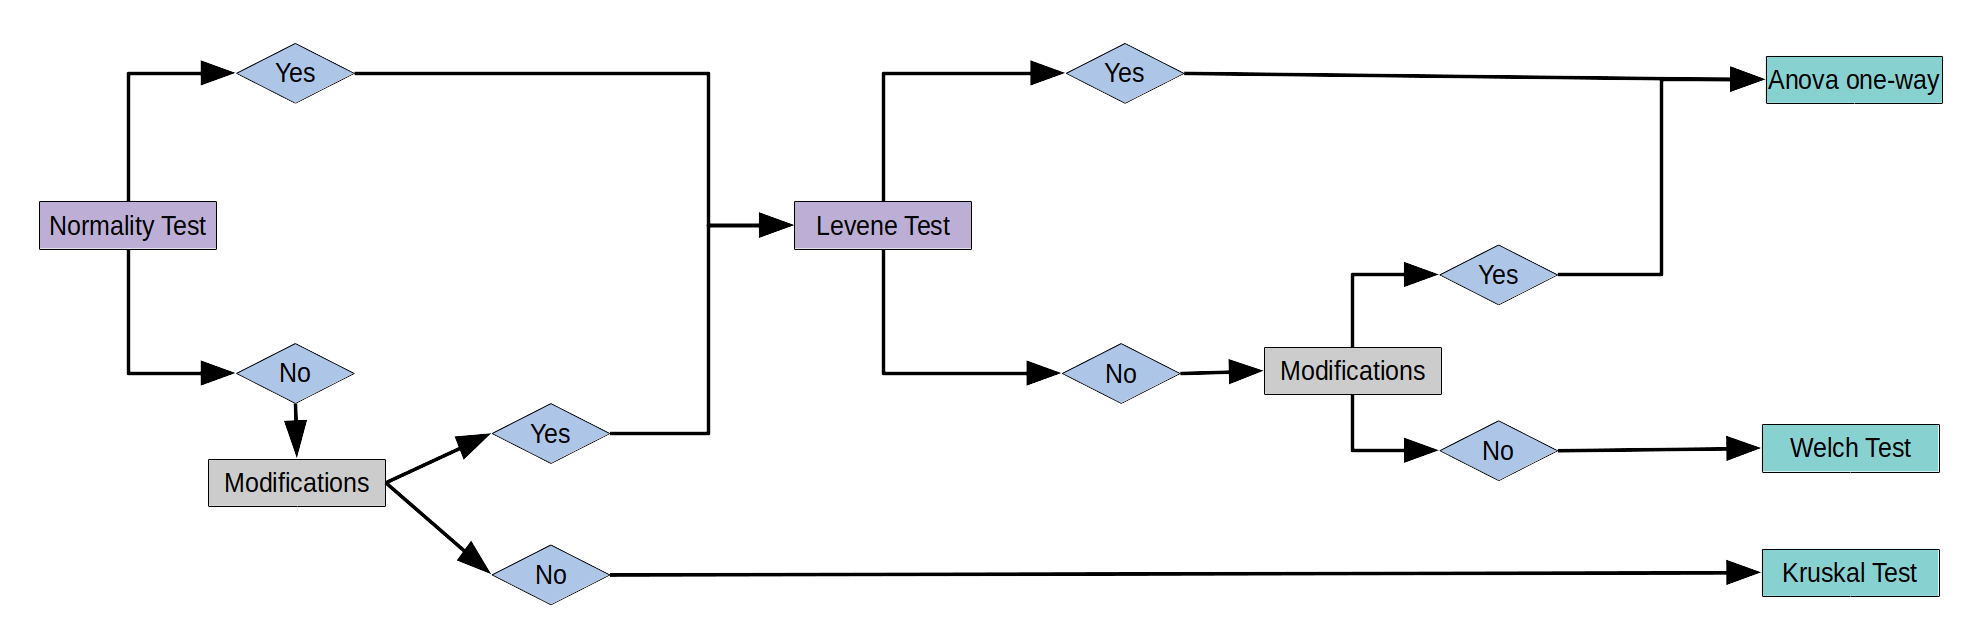 Yes
Yes
Anova one-way
Normality Test
Levene Test
Yes
No
No
Modifications
Yes
No
Welch Test
Modifications
No
Kruskal Test